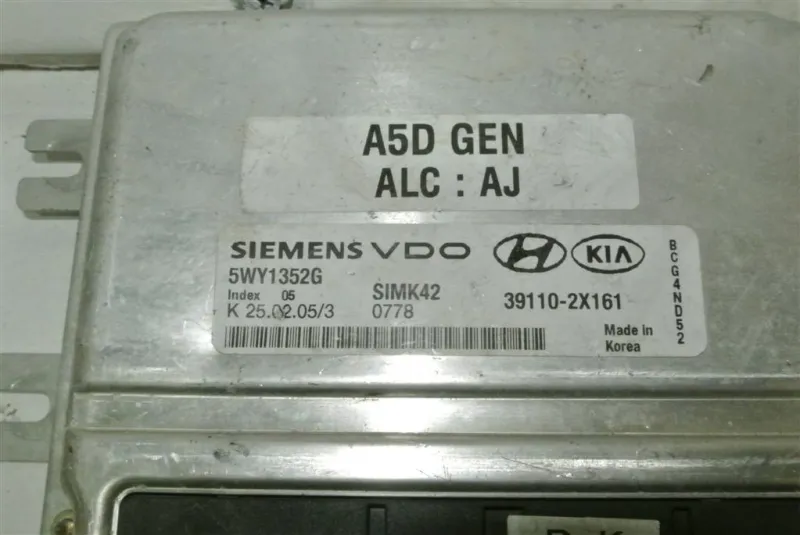 A5D GEN
ALC : AJ
SIEMENS VDO
H KIA
5WY1352G
Index 05
SIMK42
39110-2X161
K 25.02.05/3
0778
Made in
Korea
BCG4ND52